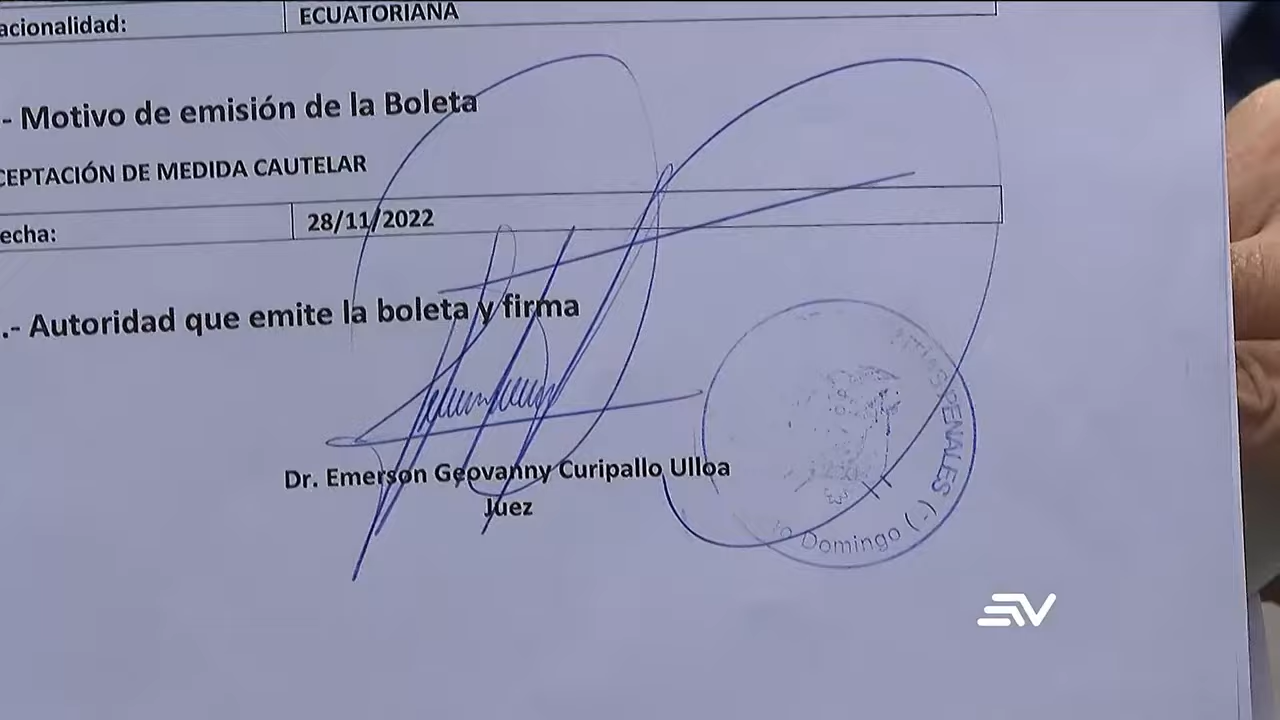 acionalidad: ECUATORIANA
.- Motivo de emisión de la Boleta
CEPTACIÓN DE MEDIDA CAUTELAR
echa: 28/11/2022
.- Autoridad que emite la boleta y firma
Dr. Emerson Geovanny Curipallo Ulloa
Juez
PENALES (-)
Domingo (-)
EV